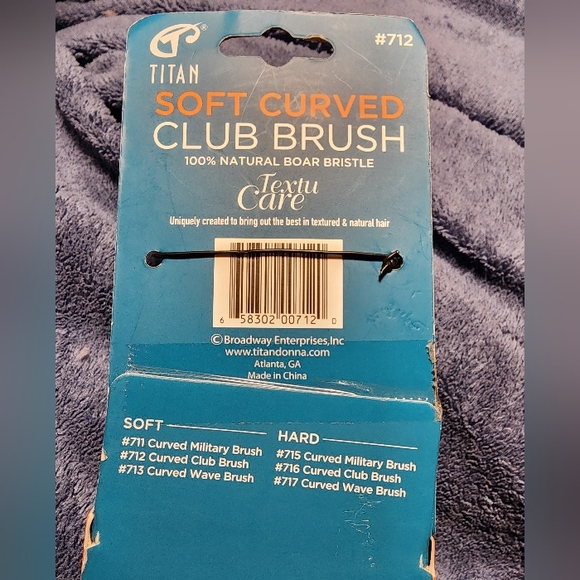 #712
TITAN
SOFT CURVED
CLUB BRUSH
100% NATURAL BOAR BRISTLE
Textu
Care
Uniquely created to bring out the best in textured & natural hair
6 58302 00712 0
© Broadway Enterprises,Inc
www.titandonna.com
Atlanta, GA
Made in China
SOFT
#711 Curved Military Brush
#712 Curved Club Brush
#713 Curved Wave Brush
HARD
#715 Curved Military Brush
#716 Curved Club Brush
#717 Curved Wave Brush